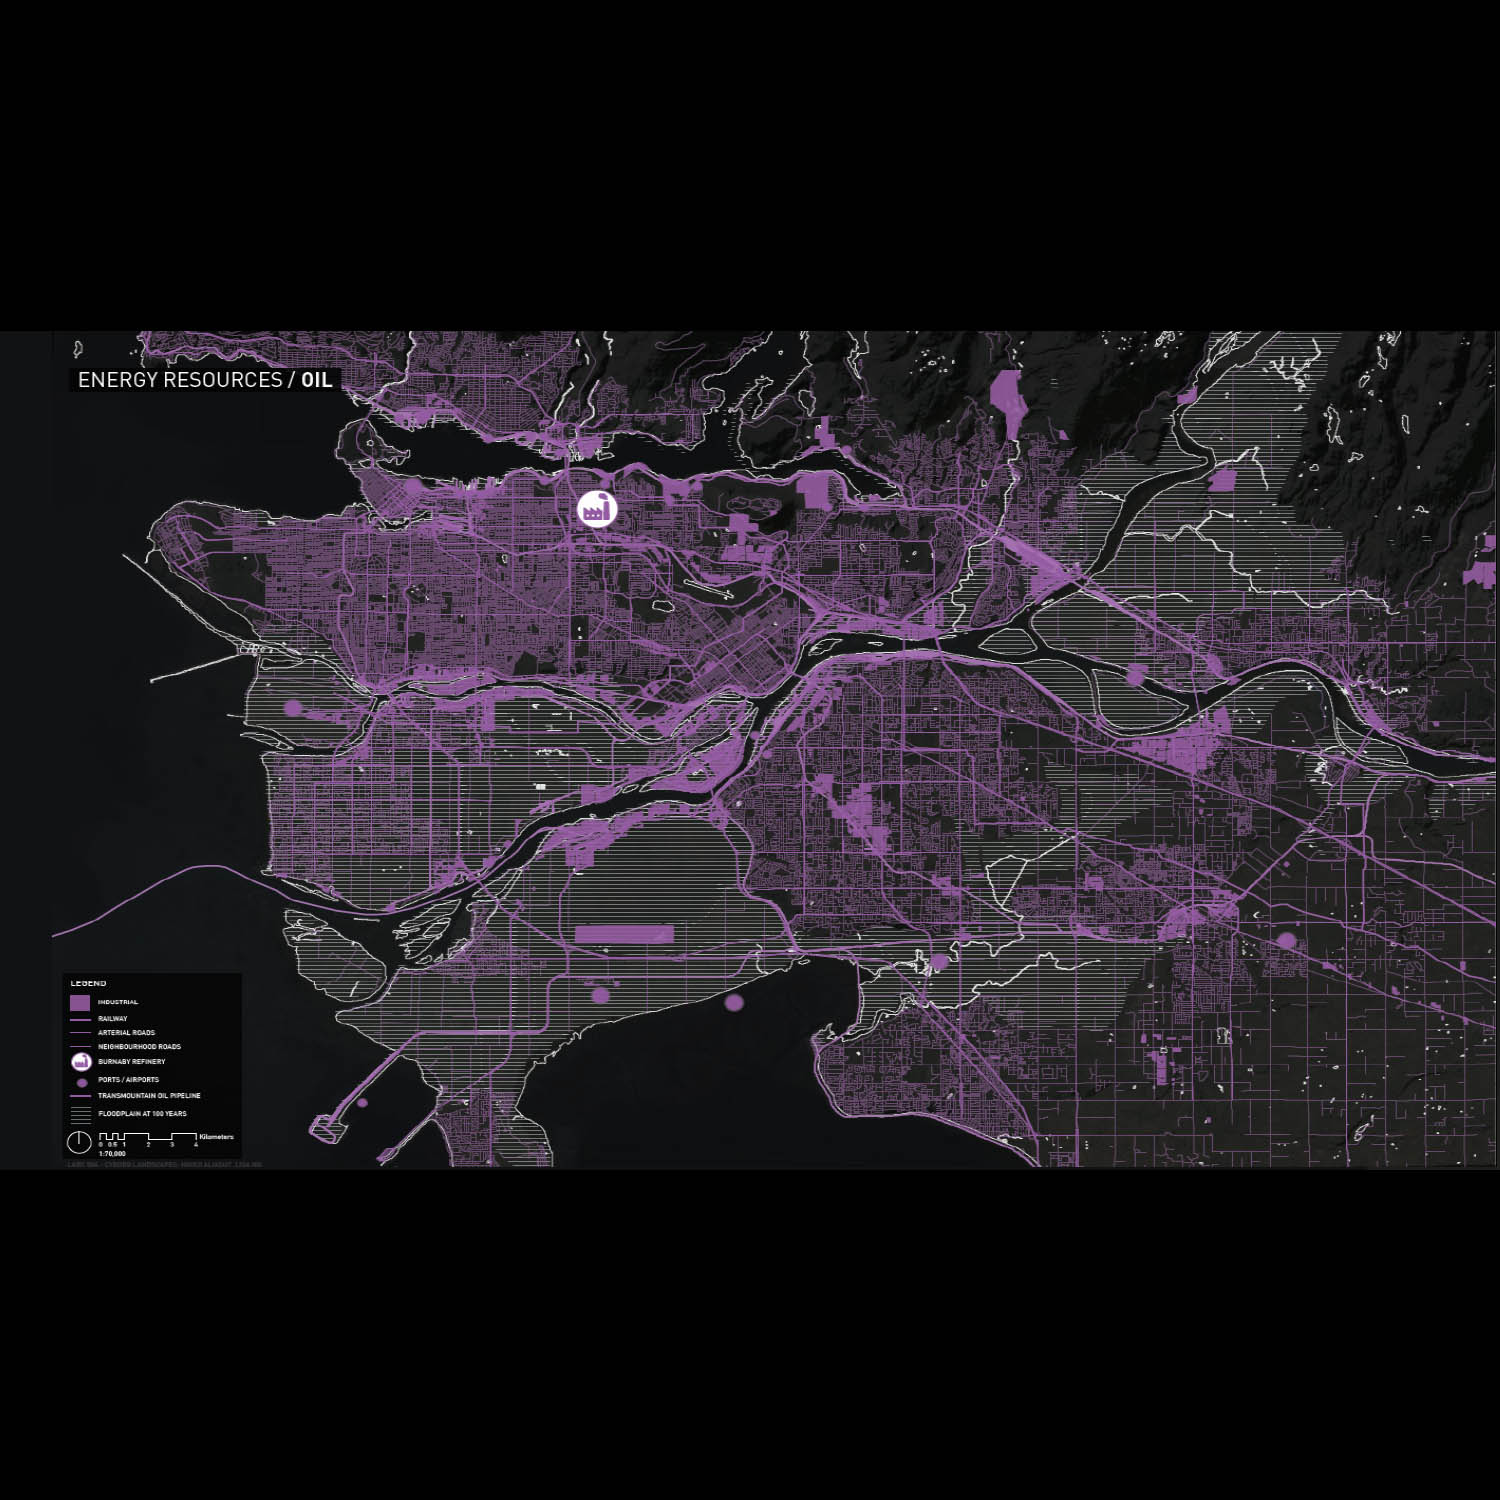 ENERGY RESOURCES / OIL
LEGEND
INDUSTRIAL
RAILWAY
ARTERIAL ROADS
NEIGHBOURHOOD ROADS
BURNABY REFINERY
PORTS / AIRPORTS
TRANSMOUNTAIN OIL PIPELINE
FLOODPLAIN AT 100 YEARS
Kilometers
0 0.5 1 2 3 4
1:70,000